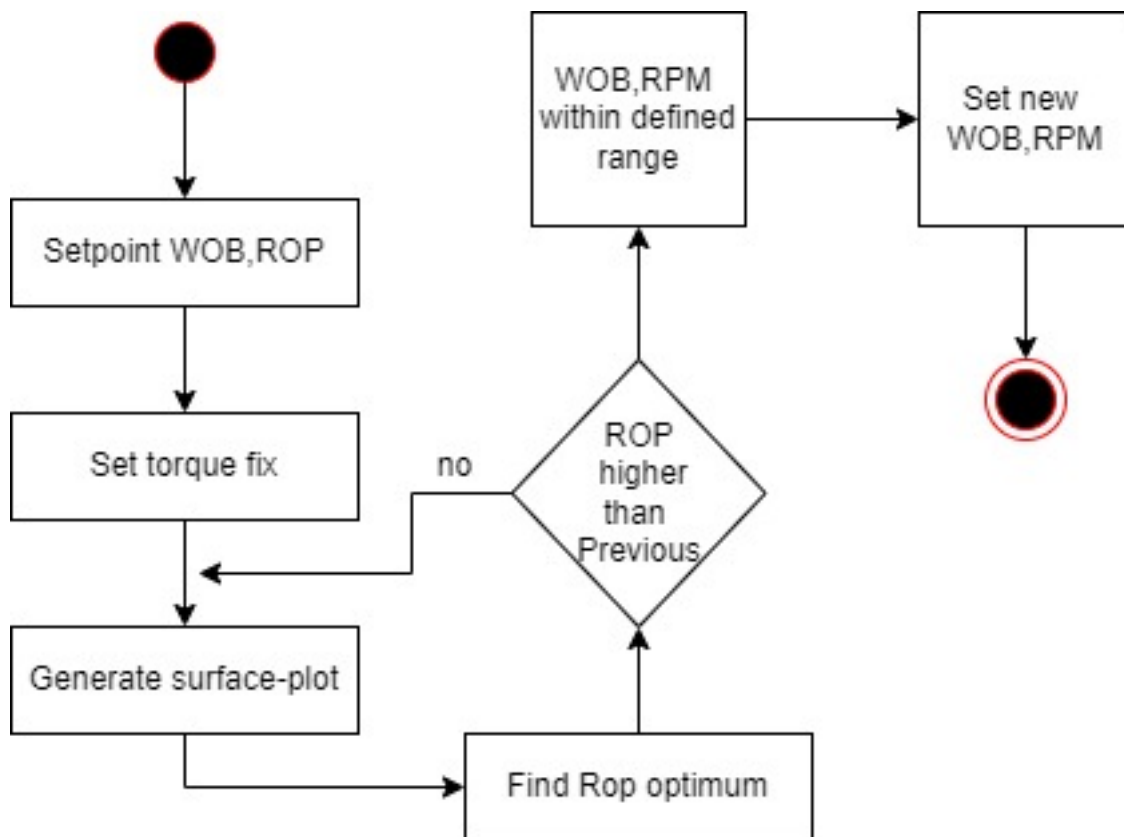 Setpoint WOB,ROP
Set torque fix
Generate surface-plot
Find Rop optimum
ROP
higher
than
Previous
no
WOB,RPM
within defined
range
Set new
WOB,RPM